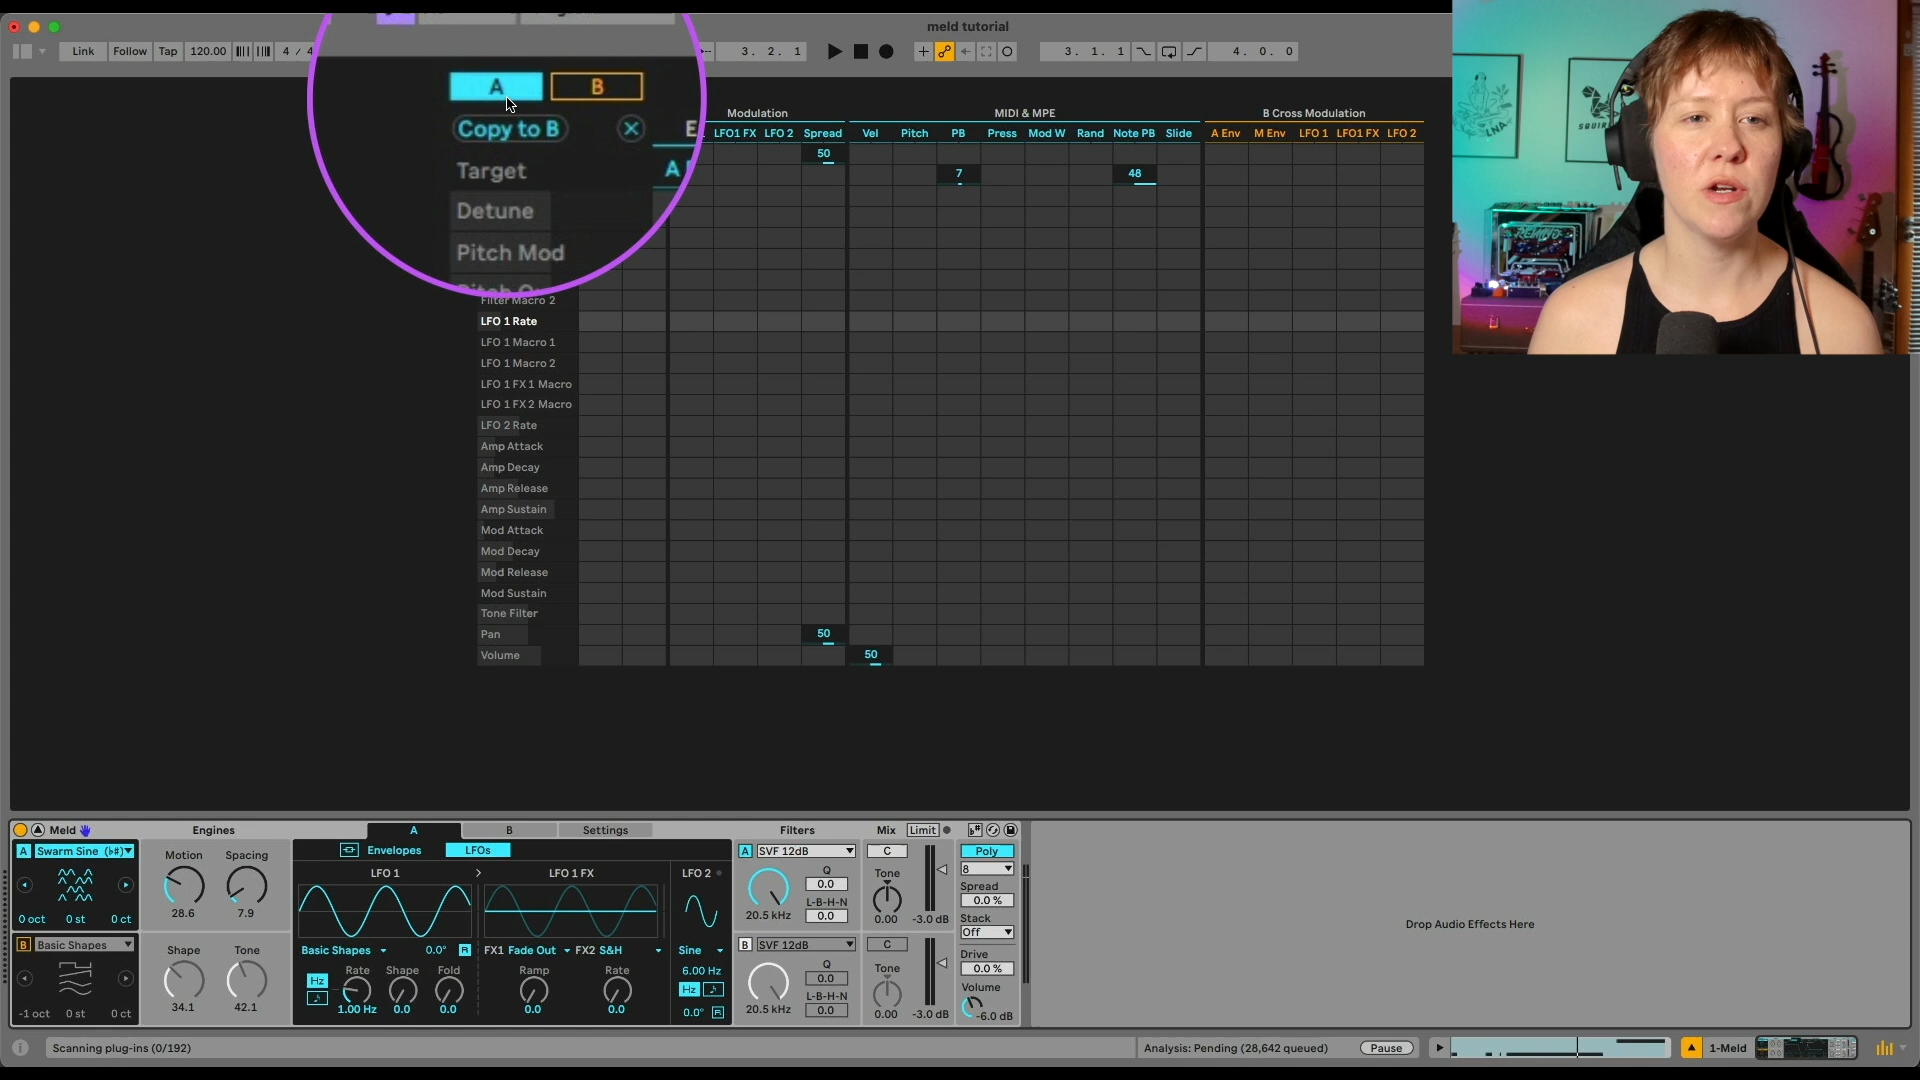 meld tutorial
Link Follow Tap 120.00 4 / 4 3. 2. 1 3. 1. 1 4. 0. 0
A B
Copy to B
Target
Detune
Pitch Mod
Modulation MIDI & MPE B Cross Modulation
LFO1 FX LFO 2 Spread Vel Pitch PB Press Mod W Rand Note PB Slide A Env M Env LFO 1 LFO1 FX LFO 2
50
7 48
Filter Macro 2
LFO 1 Rate
LFO 1 Macro 1
LFO 1 Macro 2
LFO 1 FX 1 Macro
LFO 1 FX 2 Macro
LFO 2 Rate
Amp Attack
Amp Decay
Amp Release
Amp Sustain
Mod Attack
Mod Decay
Mod Release
Mod Sustain
Tone Filter
Pan 50
Volume 50
Meld Engines A B Settings Filters Mix Limit
A Swarm Sine (b#) Envelopes LFOs A SVF 12dB C Poly
Motion Spacing LFO 1 > LFO 1 FX LFO 2 Q Tone 8
28.6 7.9 0.0 Spread
L-B-H-N 0.0 %
0 oct 0 st 0 ct 20.5 kHz 0.0 0.00 -3.0 dB Stack
Off
B Basic Shapes Basic Shapes 0.0° R FX1 Fade Out FX2 S&H Sine B SVF 12dB C Drive
Shape Tone Hz Rate Shape Fold Ramp Rate 6.00 Hz Q Tone 0.0 %
34.1 42.1 1.00 Hz 0.0 0.0 0.0 0.0 Hz 0.0 Volume
-1 oct 0 st 0 ct 0.0° R 20.5 kHz L-B-H-N 0.0 0.00 -3.0 dB -6.0 dB
Drop Audio Effects Here
Scanning plug-ins (0/192) Analysis: Pending (28,642 queued) Pause 1-Meld